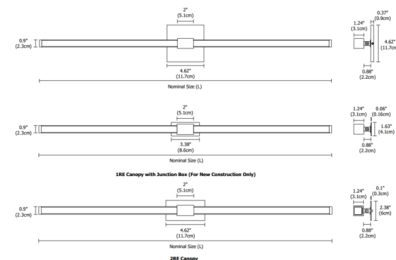 2"
(5.1cm)
0.9"
(2.3cm)
4.62"
(11.7cm)
Nominal Size (L)
0.37"
(0.9cm)
1.24"
(3.1cm)
4.62"
(11.7cm)
0.88"
(2.2cm)
2"
(5.1cm)
0.9"
(2.3cm)
3.38"
(8.6cm)
Nominal Size (L)
1.24"
(3.1cm)
0.06"
(0.16cm)
1.62"
(4.1cm)
0.88"
(2.2cm)
1RE Canopy with Junction Box (For New Construction Only)
2"
(5.1cm)
0.9"
(2.3cm)
4.62"
(11.7cm)
Nominal Size (L)
1.24"
(3.1cm)
0.1"
(0.3cm)
2.38"
(6cm)
0.88"
(2.2cm)
2RE Canopy